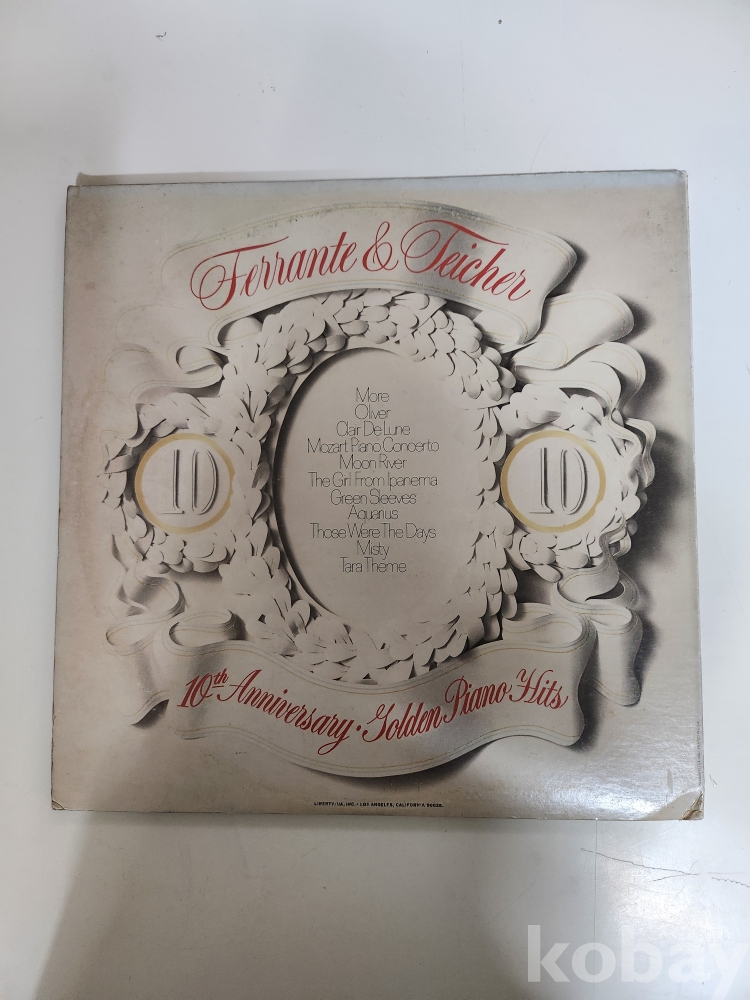 Ferrante & Teicher
More
Oliver
Clair De Lune
Mozart Piano Concerto
Moon River
The Girl From Ipanema
Green Sleeves
Aquarius
Those Were The Days
Misty
Tara Theme
10
10
10th Anniversary · Golden Piano Hits
LIBERTY/UA, INC. • LOS ANGELES, CALIFORNIA 90028.
kobay